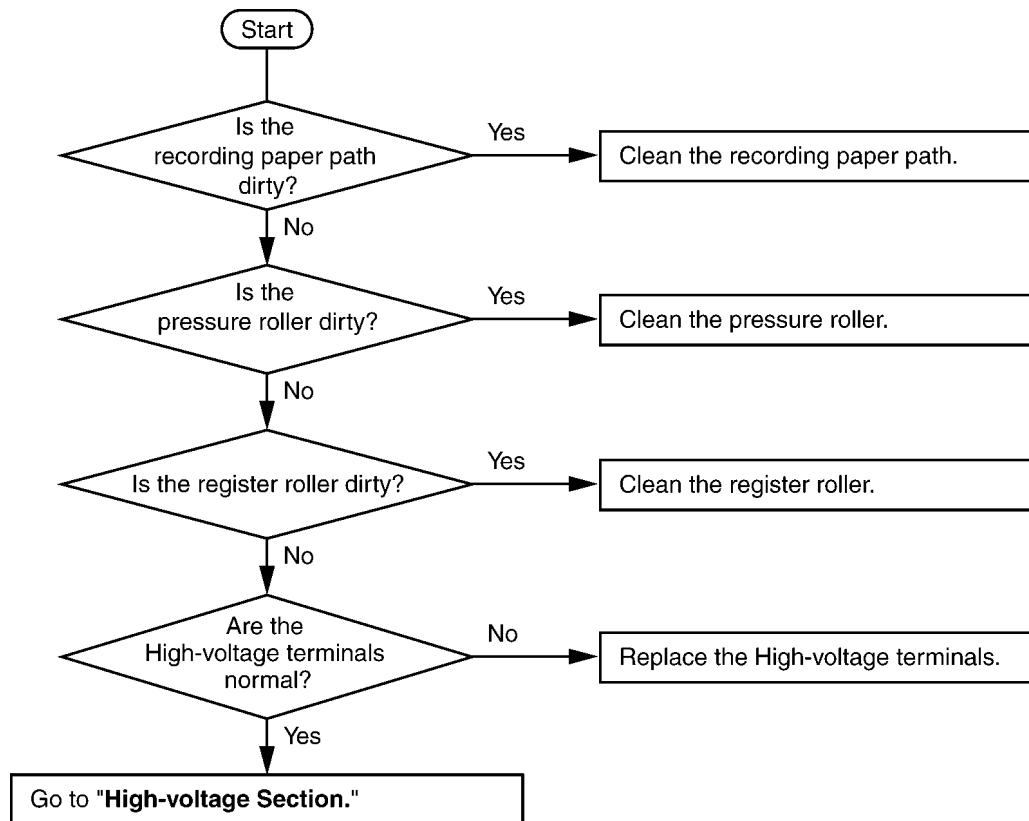 Start
Is the
recording paper path
dirty?
Yes
Clean the recording paper path.
No
Is the
pressure roller dirty?
Yes
Clean the pressure roller.
No
Is the register roller dirty?
Yes
Clean the register roller.
No
Are the
High-voltage terminals
normal?
No
Replace the High-voltage terminals.
Yes
Go to "High-voltage Section."